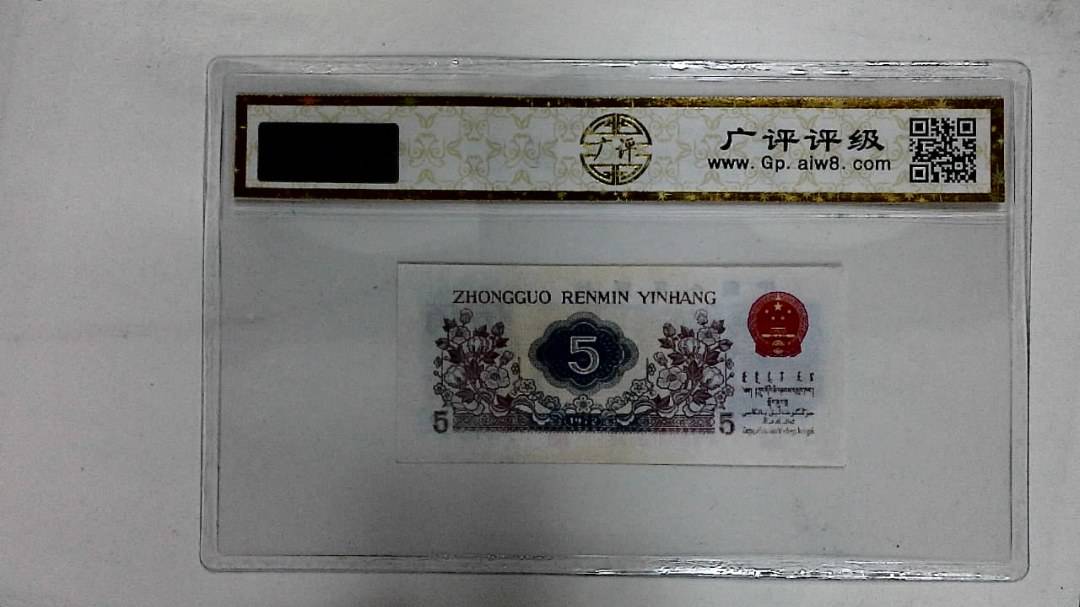 广评
广评评级
www.Gp.aiw8.com
ZHONGGUO RENMIN YINHANG
5
5
5